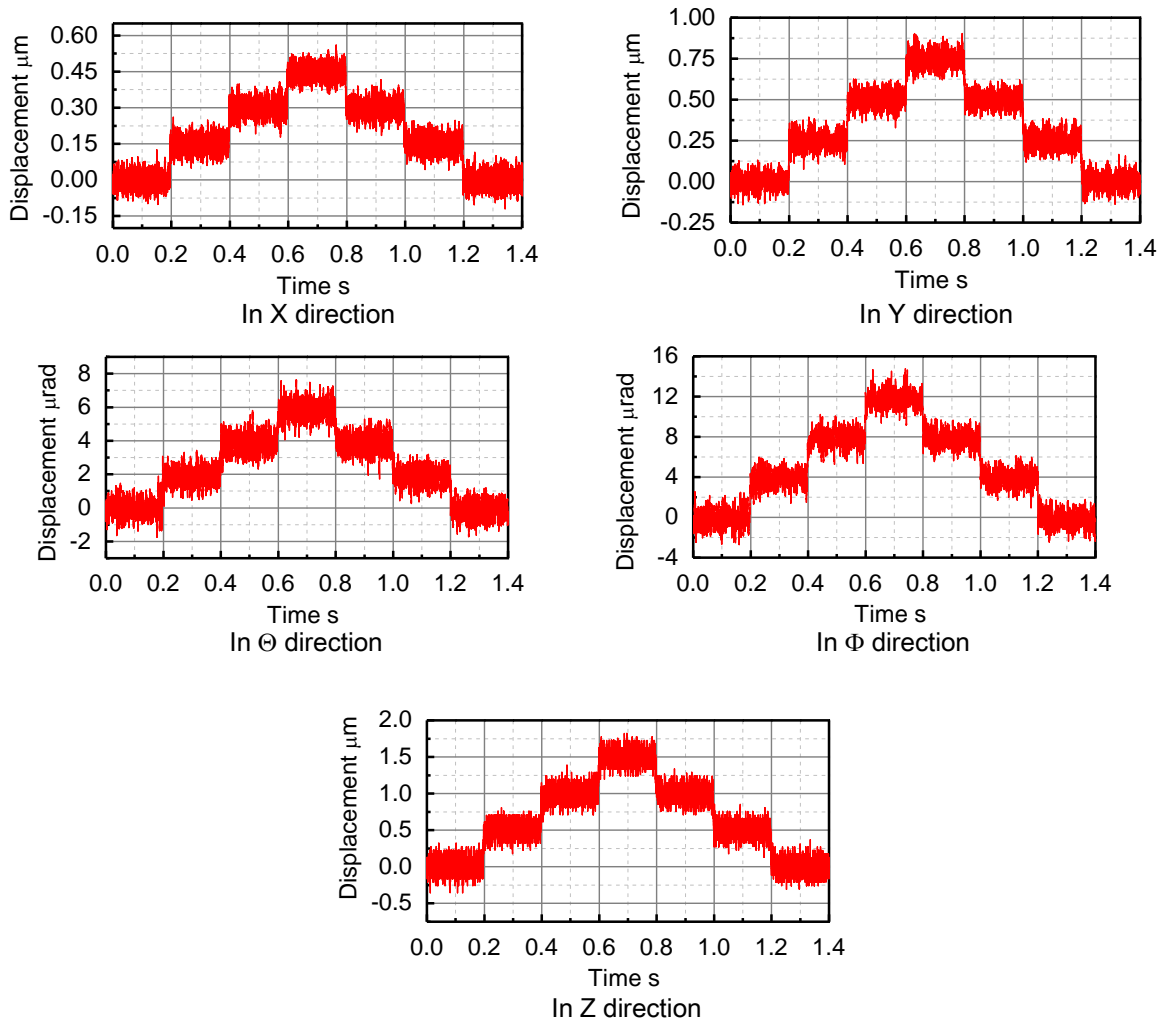 Displacement μm
0.60
0.45
0.30
0.15
0.00
-0.15
0.0 0.2 0.4 0.6 0.8 1.0 1.2 1.4
Time s
In X direction
Displacement μm
1.00
0.75
0.50
0.25
0.00
-0.25
0.0 0.2 0.4 0.6 0.8 1.0 1.2 1.4
Time s
In Y direction
Displacement μrad
8
6
4
2
0
-2
0.0 0.2 0.4 0.6 0.8 1.0 1.2 1.4
Time s
In Θ direction
Displacement μrad
16
12
8
4
0
-4
0.0 0.2 0.4 0.6 0.8 1.0 1.2 1.4
Time s
In Φ direction
Displacement μm
2.0
1.5
1.0
0.5
0.0
-0.5
0.0 0.2 0.4 0.6 0.8 1.0 1.2 1.4
Time s
In Z direction